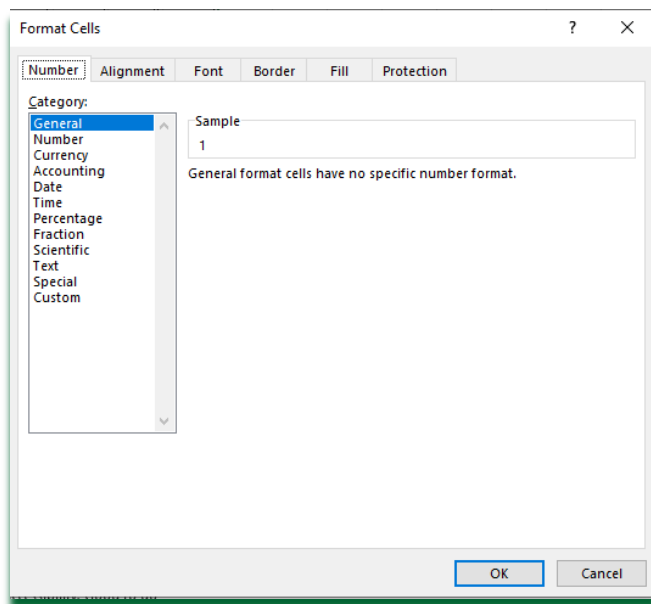 Format Cells
?
Number Alignment Font Border Fill Protection
Category:
General
Number
Currency
Accounting
Date
Time
Percentage
Fraction
Scientific
Text
Special
Custom
Sample
1
General format cells have no specific number format.
OK Cancel